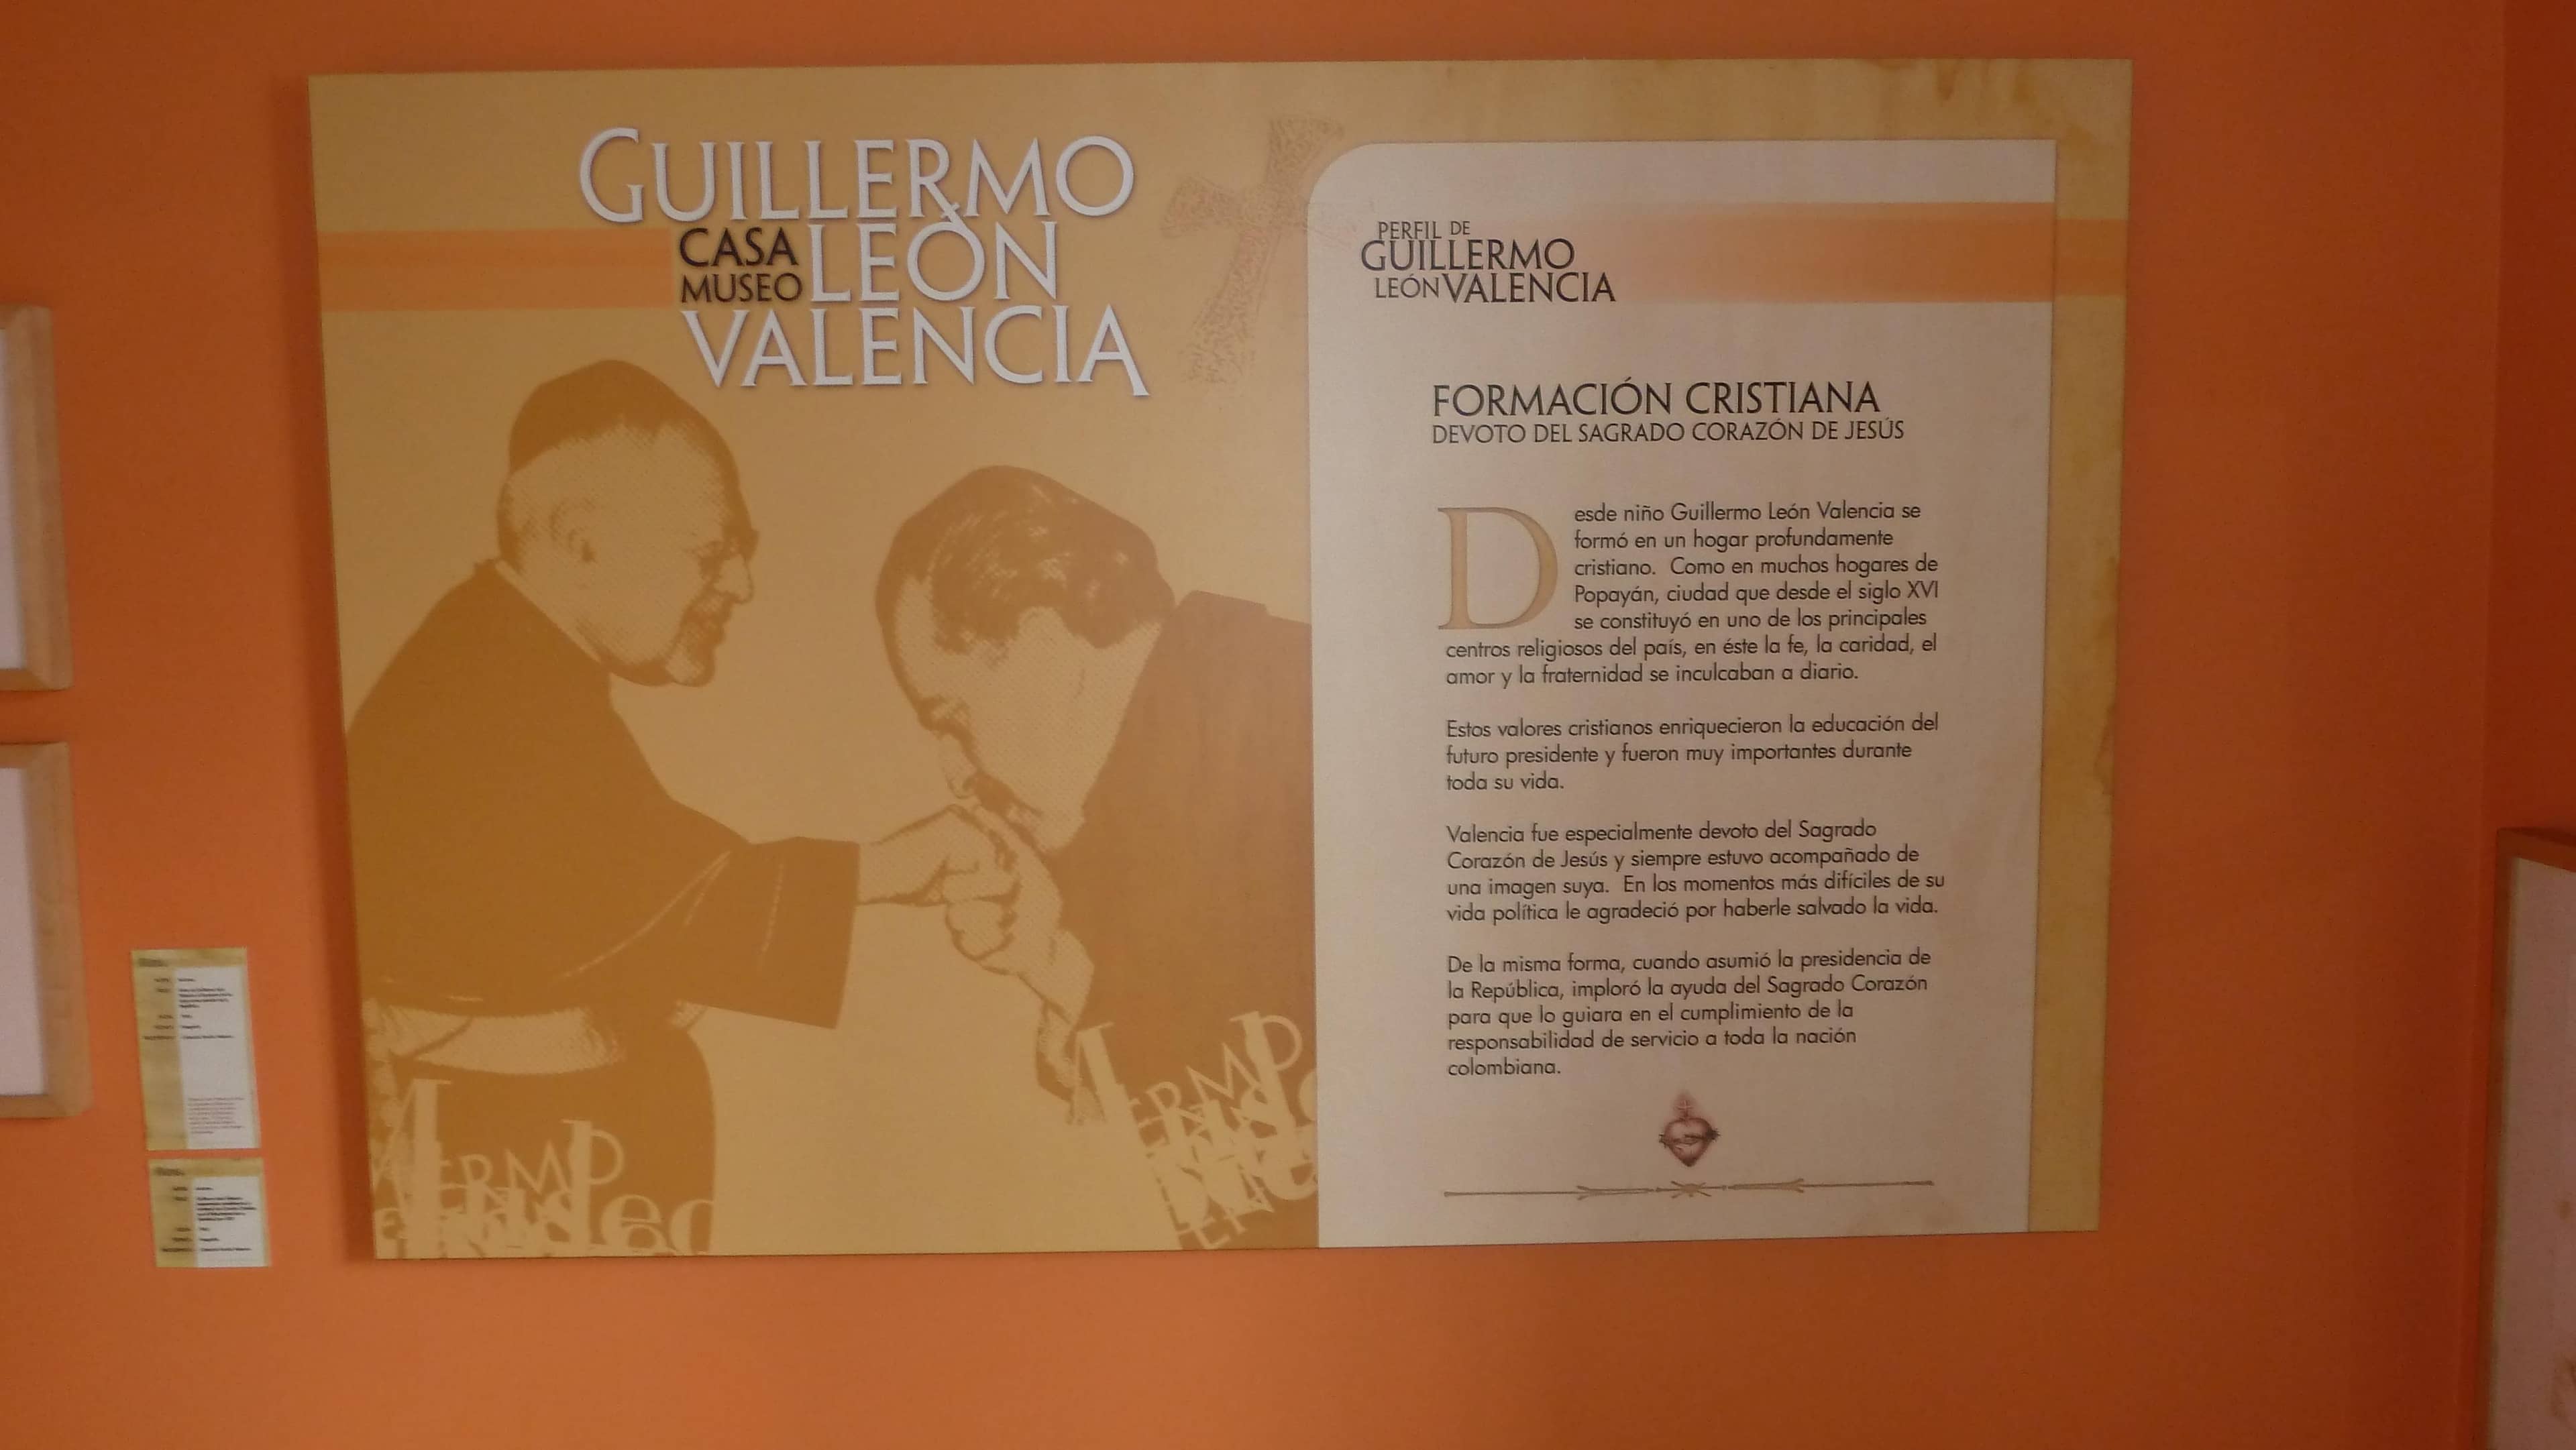 GUILLERMO
CASA
MUSEO
LEÓN
VALENCIA
PERFIL DE
GUILLERMO
LEÓN VALENCIA
FORMACIÓN CRISTIANA
DEVOTO DEL SAGRADO CORAZÓN DE JESÚS
Desde niño Guillermo León Valencia se
formó en un hogar profundamente
cristiano. Como en muchos hogares de
Popayán, ciudad que desde el siglo XVI
se constituyó en uno de los principales
centros religiosos del país, en éste la fe, la caridad, el
amor y la fraternidad se inculcaban a diario.
Estos valores cristianos enriquecieron la educación del
futuro presidente y fueron muy importantes durante
toda su vida.
Valencia fue especialmente devoto del Sagrado
Corazón de Jesús y siempre estuvo acompañado de
una imagen suya. En los momentos más difíciles de su
vida política le agradeció por haberle salvado la vida.
De la misma forma, cuando asumió la presidencia de
la República, imploró la ayuda del Sagrado Corazón
para que lo guiara en el cumplimiento de la
responsabilidad de servicio a toda la nación
colombiana.